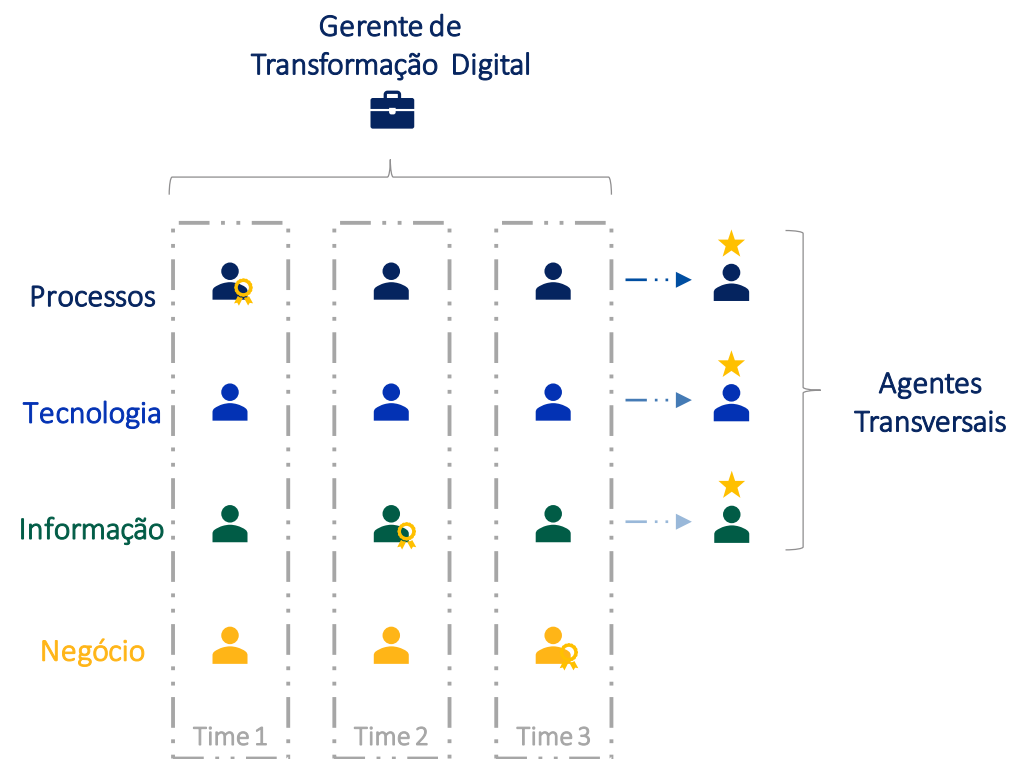 Gerente de
Transformação Digital
Processos
Tecnologia
Informação
Negócio
Agentes
Transversais
Time 1
Time 2
Time 3